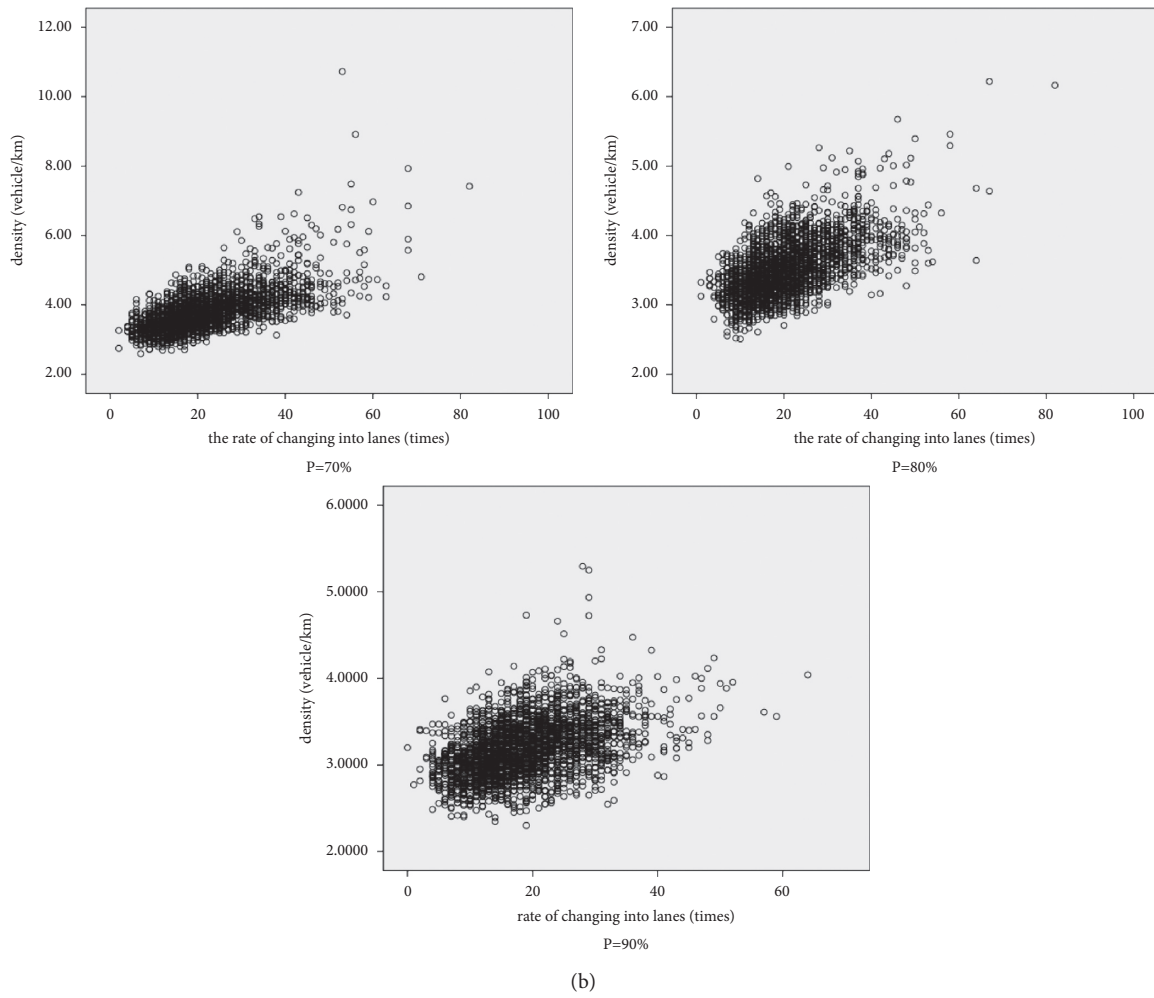 12.00
10.00
8.00
6.00
4.00
2.00
density (vehicle/km)
0 20 40 60 80 100
the rate of changing into lanes (times)
P=70%
7.00
6.00
5.00
4.00
3.00
2.00
density (vehicle/km)
0 20 40 60 80 100
the rate of changing into lanes (times)
P=80%
6.0000
5.0000
4.0000
3.0000
2.0000
density (vehicle/km)
0 20 40 60
rate of changing into lanes (times)
P=90%
(b)